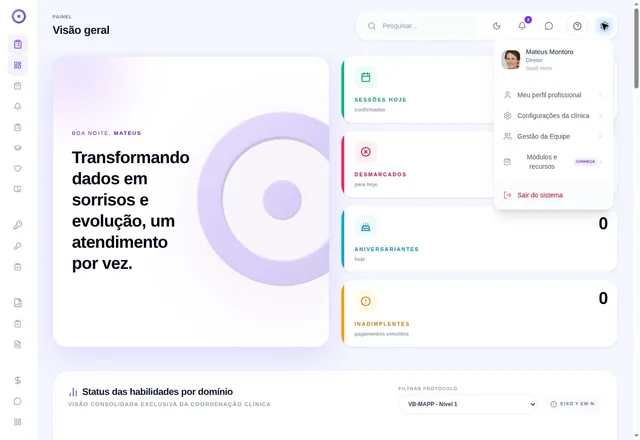 PAINEL
Visão geral
Pesquisar...
Mateus Montoro
Diretor
Meu perfil profissional
Configurações da clínica
Gestão da Equipe
Módulos e
recursos
CONHEÇA
Sair do sistema
BOA NOITE, MATEUS
Transformando
dados em
sorrisos e
evolução, um
atendimento
por vez.
SESSÕES HOJE
confirmadas
DESMARCADOS
para hoje
0
ANIVERSARIANTES
hoje
0
INADIMPLENTES
pagamentos vencidos
Status das habilidades por domínio
VISÃO CONSOLIDADA EXCLUSIVA DA COORDENAÇÃO CLÍNICA
FILTRAR PROTOCOLO
VB-MAPP - Nível 1
EIXO Y EM %